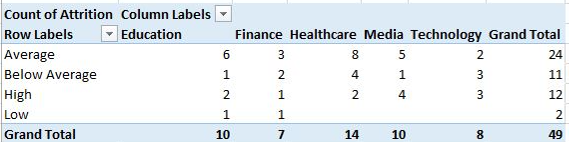 Count of Attrition Column Labels
Row Labels Education Finance Healthcare Media Technology Grand Total
Average 6 3 8 5 2 24
Below Average 1 2 4 1 3 11
High 2 1 2 4 3 12
Low 1 1 2
Grand Total 10 7 14 10 8 49